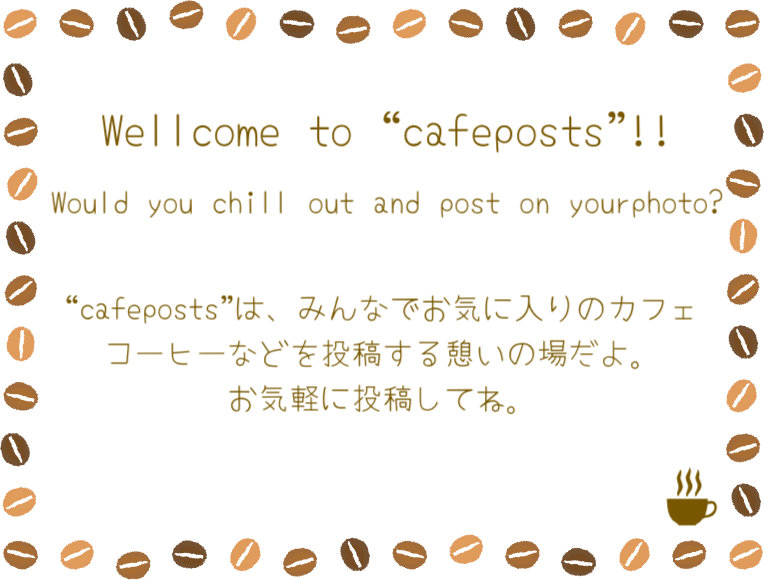 Wellcome to “cafeposts”!!
Would you chill out and post on yourphoto?
“cafeposts”は、みんなでお気に入りのカフェ
コーヒーなどを投稿する憩いの場だよ。
お気軽に投稿してね。